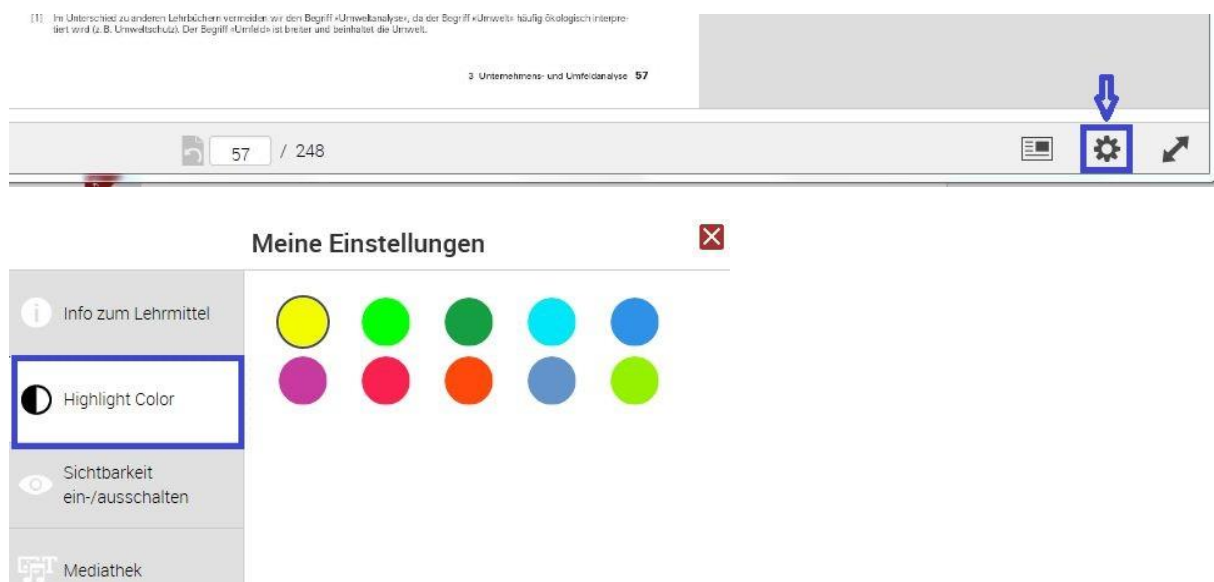 [1] Im Unterschied zu anderen Lehrbüchern vermeiden wir den Begriff «Umweltanalyse», da der Begriff «Umwelt» häufig ökologisch interpre-
tiert wird (z. B. Umweltschutz). Der Begriff «Umfeld» ist breiter und beinhaltet die Umwelt.
3 Unternehmens- und Umfeldanalyse 57
57 / 248
Meine Einstellungen
Info zum Lehrmittel
Highlight Color
Sichtbarkeit
ein-/ausschalten
Mediathek